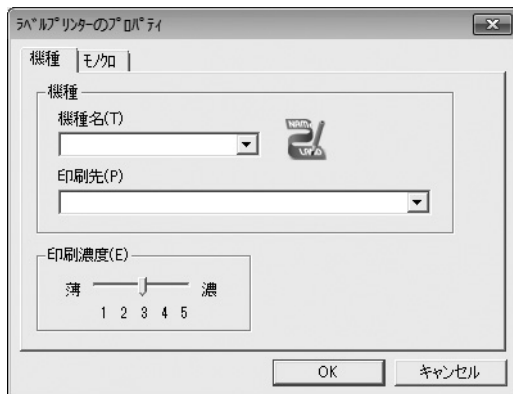 ﾗﾍﾞﾙﾌﾟﾘﾝﾀｰのﾌﾟﾛﾊﾟﾃｨ
機種
ﾓﾉｸﾛ
機種
機種名(T)
印刷先(P)
印刷濃度(E)
薄 濃
1 2 3 4 5
OK
キャンセル